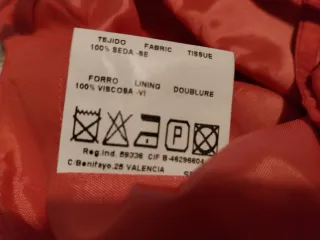 TEJIDO FABRIC TISSUE
100% SEDA-SE
FORRO LINING DOUBLURE
100% VISCOSA-VI
P
Reg.ind. 59336 CIF B-46296604
C/Benifayo,25 VALENCIA